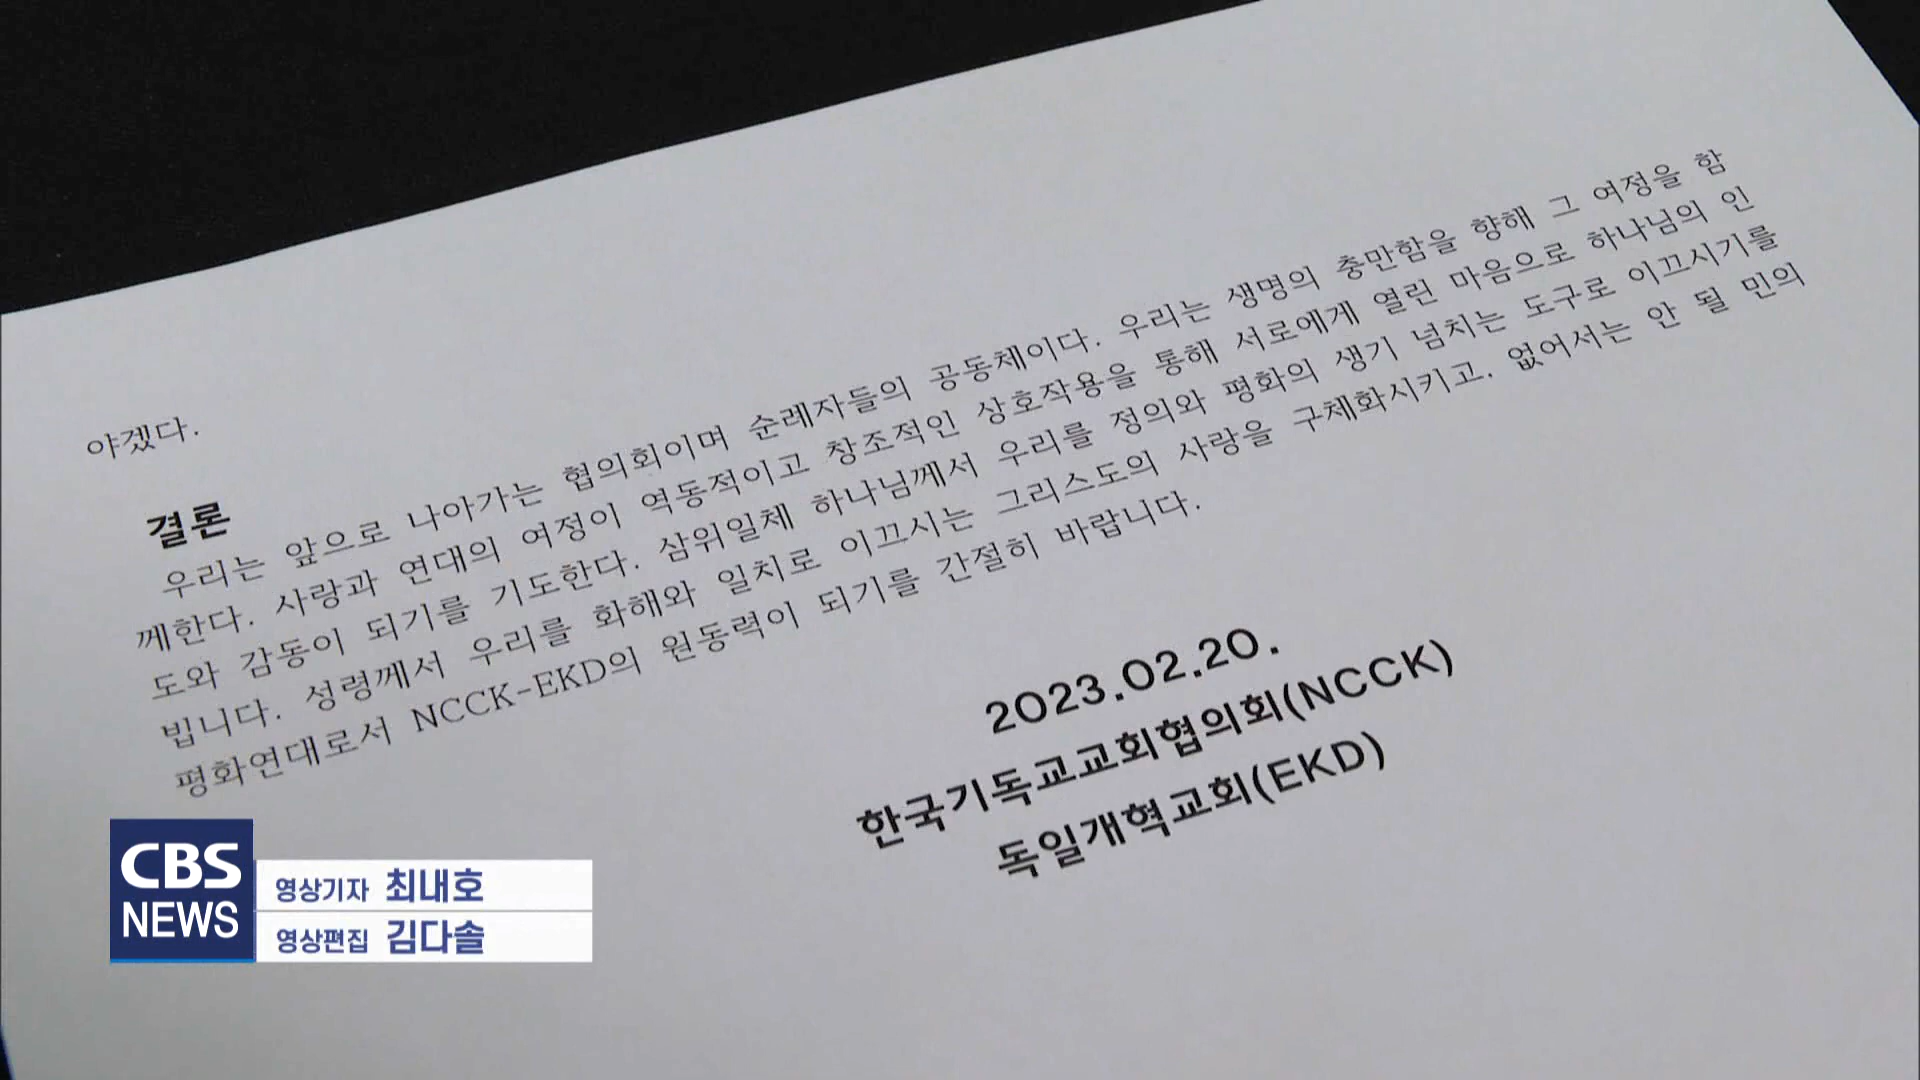 야겠다.
결론
우리는 앞으로 나아가는 협의회이며 순례자들의 공동체이다. 우리는 생명의 충만함을 향해 그 여정을 함
께한다. 사랑과 연대의 여정이 역동적이고 창조적인 상호작용을 통해 서로에게 열린 마음으로 하나님의 인
도와 감동이 되기를 기도한다. 삼위일체 하나님께서 우리를 정의와 평화의 생기 넘치는 도구로 이끄시기를
빕니다. 성령께서 우리를 화해와 일치로 이끄시는 그리스도의 사랑을 구체화시키고. 없어서는 안 될 민의
평화연대로서 NCCK-EKD의 원동력이 되기를 간절히 바랍니다.
2023.02.20.
한국기독교교회협의회(NCCK)
독일개혁교회(EKD)
CBS
NEWS
영상기자 최내호
영상편집 김다솔